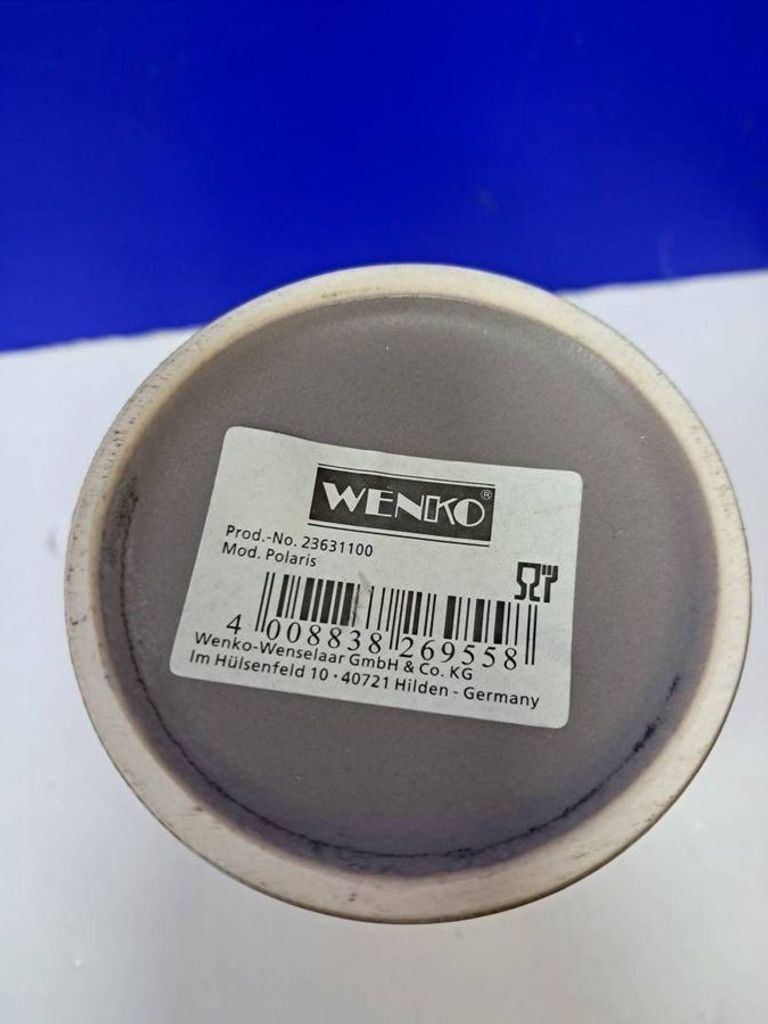 WENKO®
Prod.-No. 23631100
Mod. Polaris
4 008838 269558
Wenko-Wenselaar GmbH & Co. KG
Im Hülsenfeld 10 · 40721 Hilden - Germany